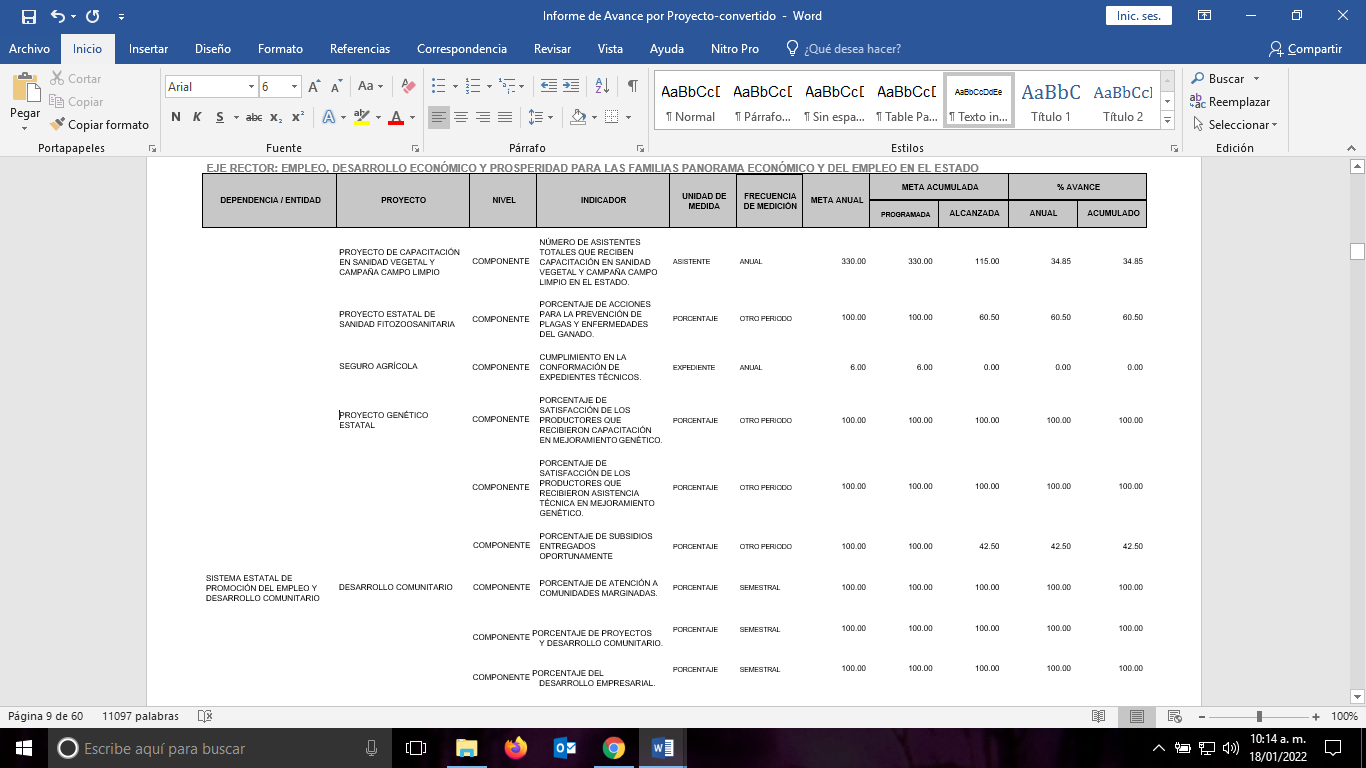 Informe de Avance por Proyecto-convertido - Word
Inic. ses.
Archivo Inicio Insertar Diseño Formato Referencias Correspondencia Revisar Vista Ayuda Nitro Pro ¿Qué desea hacer? Compartir
Pegar
Cortar
Copiar
Copiar formato
Portapapeles
Arial 6
Aa
N K S abc x₂ x²
Fuente
Párrafo
AaBbCcD AaBbCcD AaBbCcD AaBbCcD AaBbCcDdEe AaBbC AaBbCcI
¶ Normal ¶ Párrafo... ¶ Sin espa... ¶ Table Pa... ¶ Texto in... Título 1 Título 2
Estilos
Buscar
Reemplazar
Seleccionar
Edición
EJE RECTOR: EMPLEO, DESARROLLO ECONÓMICO Y PROSPERIDAD PARA LAS FAMILIAS PANORAMA ECONÓMICO Y DEL EMPLEO EN EL ESTADO
DEPENDENCIA / ENTIDAD
PROYECTO
NIVEL
INDICADOR
UNIDAD DE
MEDIDA
FRECUENCIA
DE MEDICIÓN
META ANUAL
META ACUMULADA
PROGRAMADA
ALCANZADA
% AVANCE
ANUAL
ACUMULADO
PROYECTO DE CAPACITACIÓN
EN SANIDAD VEGETAL Y
CAMPAÑA CAMPO LIMPIO
COMPONENTE
NÚMERO DE ASISTENTES
TOTALES QUE RECIBEN
CAPACITACIÓN EN SANIDAD
VEGETAL Y CAMPAÑA CAMPO
LIMPIO EN EL ESTADO.
ASISTENTE ANUAL 330.00 330.00 115.00 34.85 34.85
PROYECTO ESTATAL DE
SANIDAD FITOZOOSANITARIA
COMPONENTE
PORCENTAJE DE ACCIONES
PARA LA PREVENCIÓN DE
PLAGAS Y ENFERMEDADES
DEL GANADO.
PORCENTAJE OTRO PERIODO 100.00 100.00 60.50 60.50 60.50
SEGURO AGRÍCOLA
COMPONENTE
CUMPLIMIENTO EN LA
CONFORMACIÓN DE
EXPEDIENTES TÉCNICOS.
EXPEDIENTE ANUAL 6.00 6.00 0.00 0.00 0.00
PROYECTO GENÉTICO
ESTATAL
COMPONENTE
PORCENTAJE DE
SATISFACCIÓN DE LOS
PRODUCTORES QUE
RECIBIERON CAPACITACIÓN
EN MEJORAMIENTO GENÉTICO.
PORCENTAJE OTRO PERIODO 100.00 100.00 100.00 100.00 100.00
COMPONENTE
PORCENTAJE DE
SATISFACCIÓN DE LOS
PRODUCTORES QUE
RECIBIERON ASISTENCIA
TÉCNICA EN MEJORAMIENTO
GENÉTICO.
PORCENTAJE OTRO PERIODO 100.00 100.00 100.00 100.00 100.00
COMPONENTE
PORCENTAJE DE SUBSIDIOS
ENTREGADOS
OPORTUNAMENTE
PORCENTAJE OTRO PERIODO 100.00 100.00 42.50 42.50 42.50
SISTEMA ESTATAL DE
PROMOCIÓN DEL EMPLEO Y
DESARROLLO COMUNITARIO
DESARROLLO COMUNITARIO
COMPONENTE
PORCENTAJE DE ATENCIÓN A
COMUNIDADES MARGINADAS.
PORCENTAJE SEMESTRAL 100.00 100.00 100.00 100.00 100.00
COMPONENTE
PORCENTAJE DE PROYECTOS
Y DESARROLLO COMUNITARIO.
PORCENTAJE SEMESTRAL 100.00 100.00 100.00 100.00 100.00
COMPONENTE
PORCENTAJE DEL
DESARROLLO EMPRESARIAL.
PORCENTAJE SEMESTRAL 100.00 100.00 100.00 100.00 100.00
Página 9 de 60 11097 palabras 100%
Escribe aquí para buscar
10:14 a. m.
18/01/2022